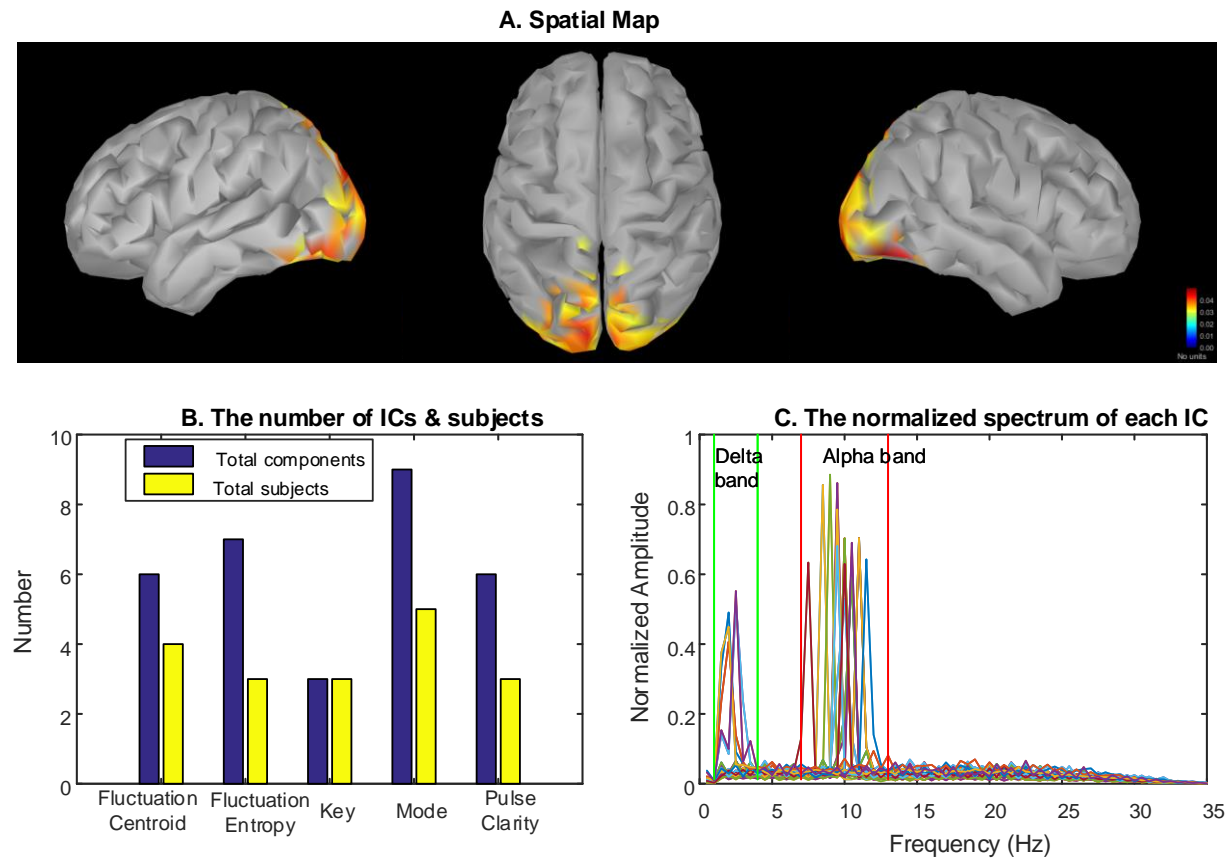 A. Spatial Map
0.04
0.03
0.02
0.01
0.00
No units
B. The number of ICs & subjects
10
8
6
4
2
0
Number
Total components
Total subjects
Fluctuation
Centroid
Fluctuation
Entropy
Key
Mode
Pulse
Clarity
C. The normalized spectrum of each IC
1
0.8
0.6
0.4
0.2
0
Normalized Amplitude
Delta
band
Alpha band
0
5
10
15
20
25
30
35
Frequency (Hz)